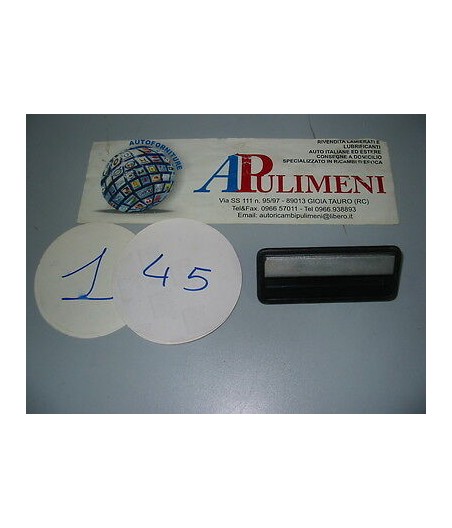 AUTOFORNITURE
APULIMENI
RIVENDITA LAMIERATI E
LUBRIFICANTI
AUTO ITALIANE ED ESTERE
CONSEGNE A DOMICILIO
SPECIALIZZATO IN RICAMBI D'EPOCA
Via SS 111 n. 95/97 - 89013 GIOIA TAURO (RC)
Tel&Fax. 0966 57011 - Tel 0966.938893
Email: autoricambipulimeni@libero.it
1 45